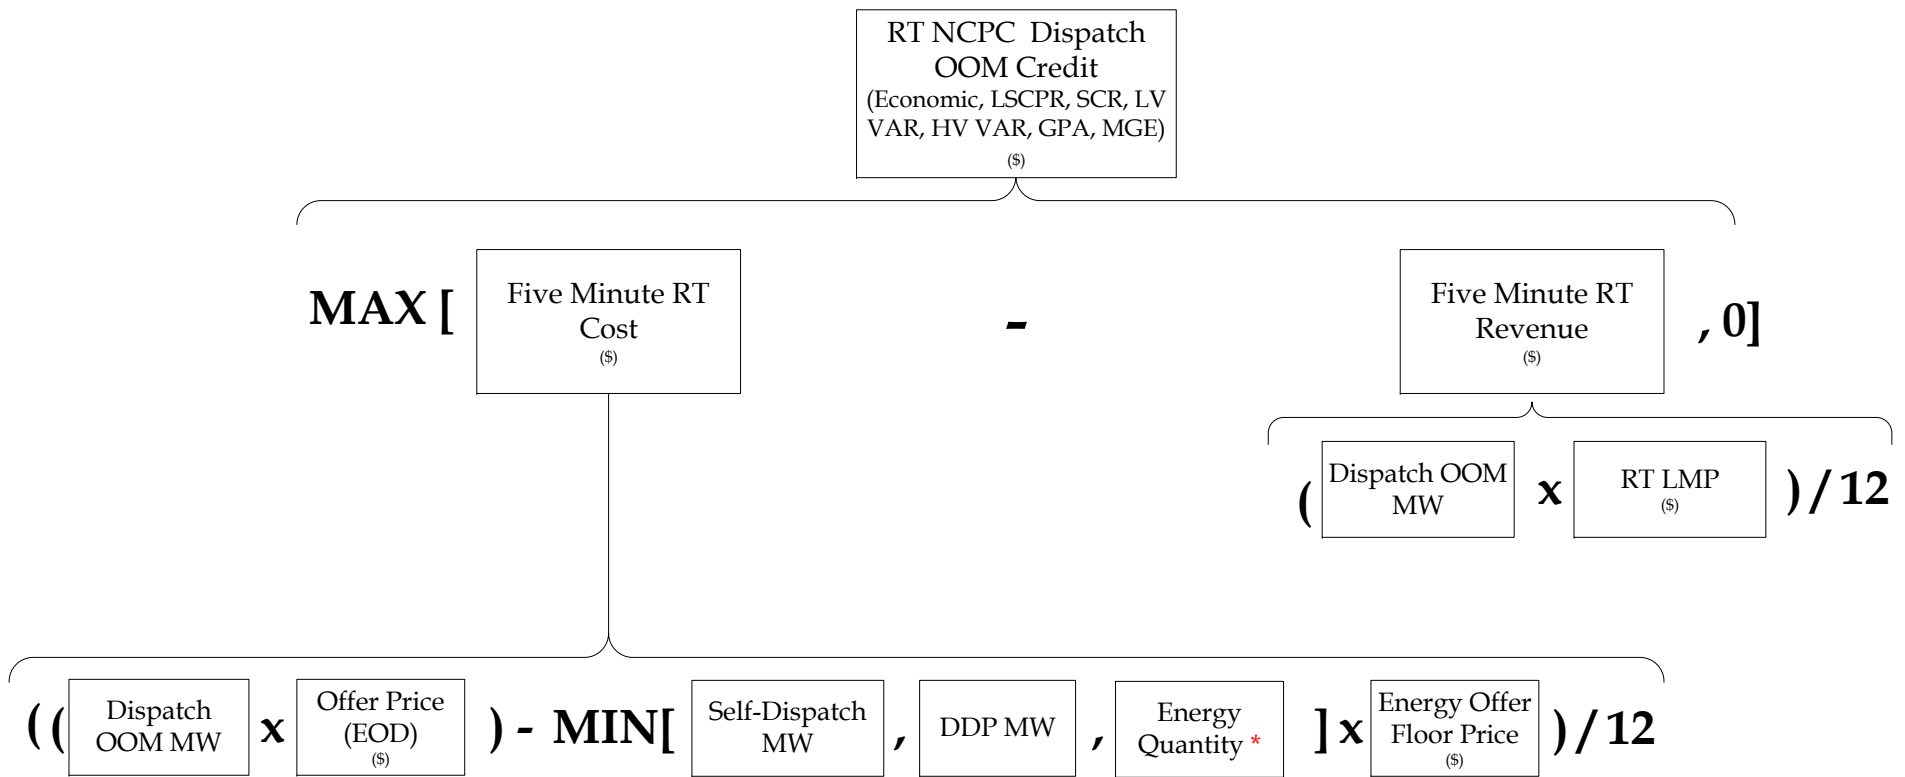 RT NCPC Dispatch
OOM Credit
(Economic, LSCPR, SCR, LV
VAR, HV VAR, GPA, MGE)
($)
MAX [
Five Minute RT
Cost
($)
-
Five Minute RT
Revenue
($)
, 0]
(
Dispatch OOM
MW
x
RT LMP
($)
) / 12
( (
Dispatch
OOM MW
x
Offer Price
(EOD)
($)
) - MIN[
Self-Dispatch
MW
,
DDP MW
,
Energy
Quantity *
] x
Energy Offer
Floor Price
($)
) / 12